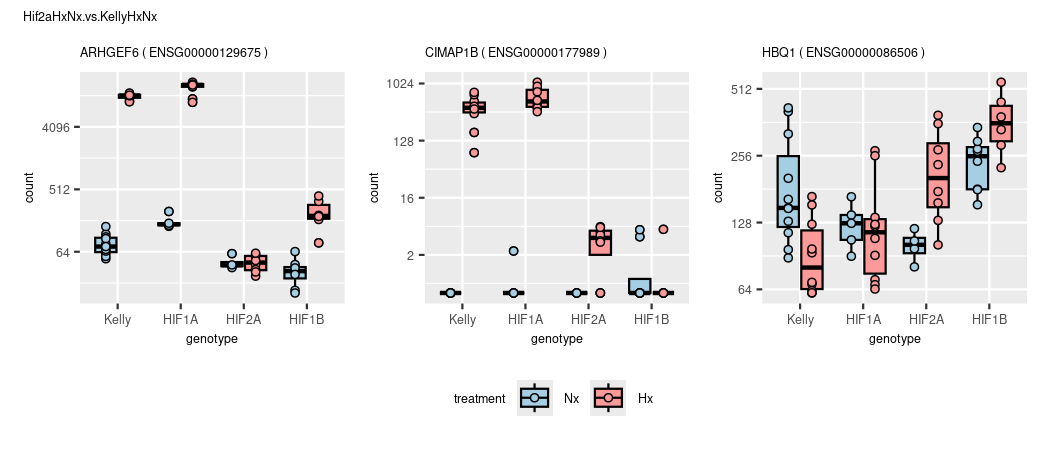 Hif2aHxNx.vs.KellyHxNx
ARHGEF6 ( ENSG00000129675 )
count
4096
512
64
Kelly HIF1A HIF2A HIF1B
genotype
CIMAP1B ( ENSG00000177989 )
count
1024
128
16
2
Kelly HIF1A HIF2A HIF1B
genotype
HBQ1 ( ENSG00000086506 )
count
512
256
128
64
Kelly HIF1A HIF2A HIF1B
genotype
treatment Nx Hx